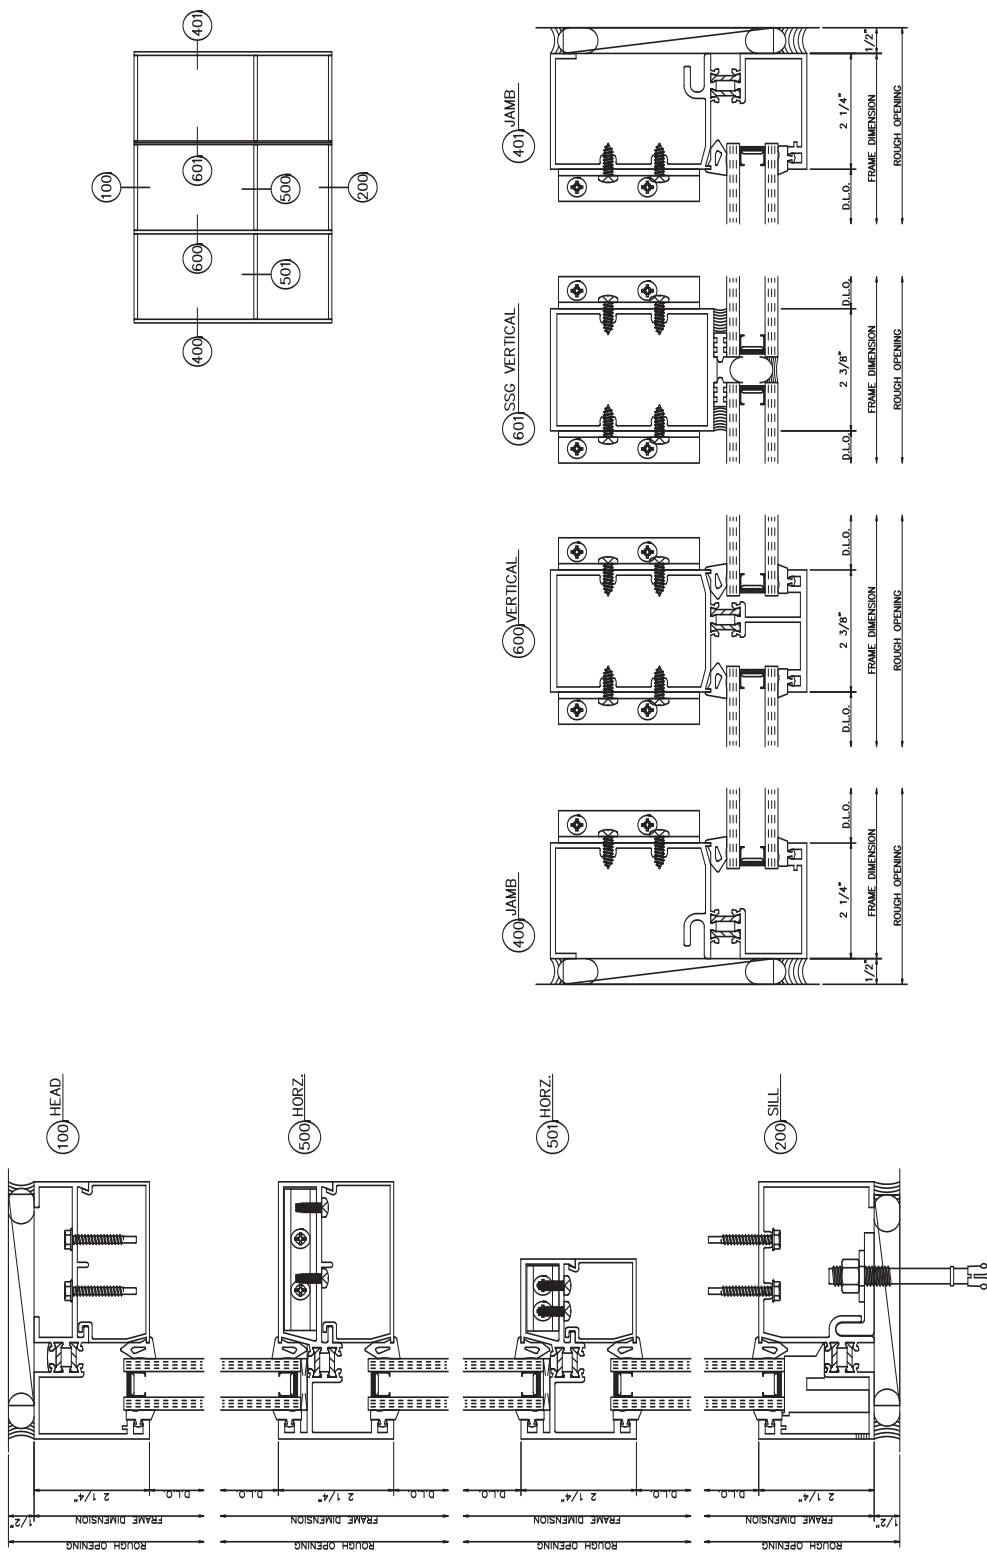 401
100
601
600
500
501
200
400
401 JAMB
1/2"
2 1/4"
D.L.O.
FRAME DIMENSION
ROUGH OPENING
601 SSG VERTICAL
D.L.O.
2 3/8"
D.L.O.
FRAME DIMENSION
ROUGH OPENING
600 VERTICAL
D.L.O.
2 3/8"
D.L.O.
FRAME DIMENSION
ROUGH OPENING
400 JAMB
D.L.O.
2 1/4"
1/2"
FRAME DIMENSION
ROUGH OPENING
100 HEAD
1/2"
2 1/4"
D.L.O.
FRAME DIMENSION
ROUGH OPENING
500 HORZ.
D.L.O.
2 1/4"
D.L.O.
FRAME DIMENSION
ROUGH OPENING
501 HORZ.
D.L.O.
2 1/4"
D.L.O.
FRAME DIMENSION
ROUGH OPENING
200 SILL
D.L.O.
2 1/4"
1/2"
FRAME DIMENSION
ROUGH OPENING